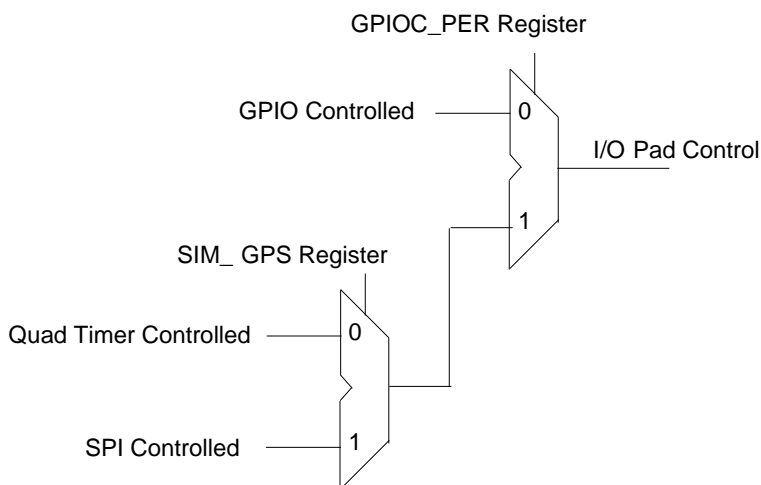 GPIOC_PER Register
GPIO Controlled
0
I/O Pad Control
1
SIM_ GPS Register
Quad Timer Controlled
0
SPI Controlled
1